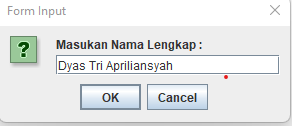 Form Input
Masukan Nama Lengkap :
Dyas Tri Apriliansyah
OK Cancel